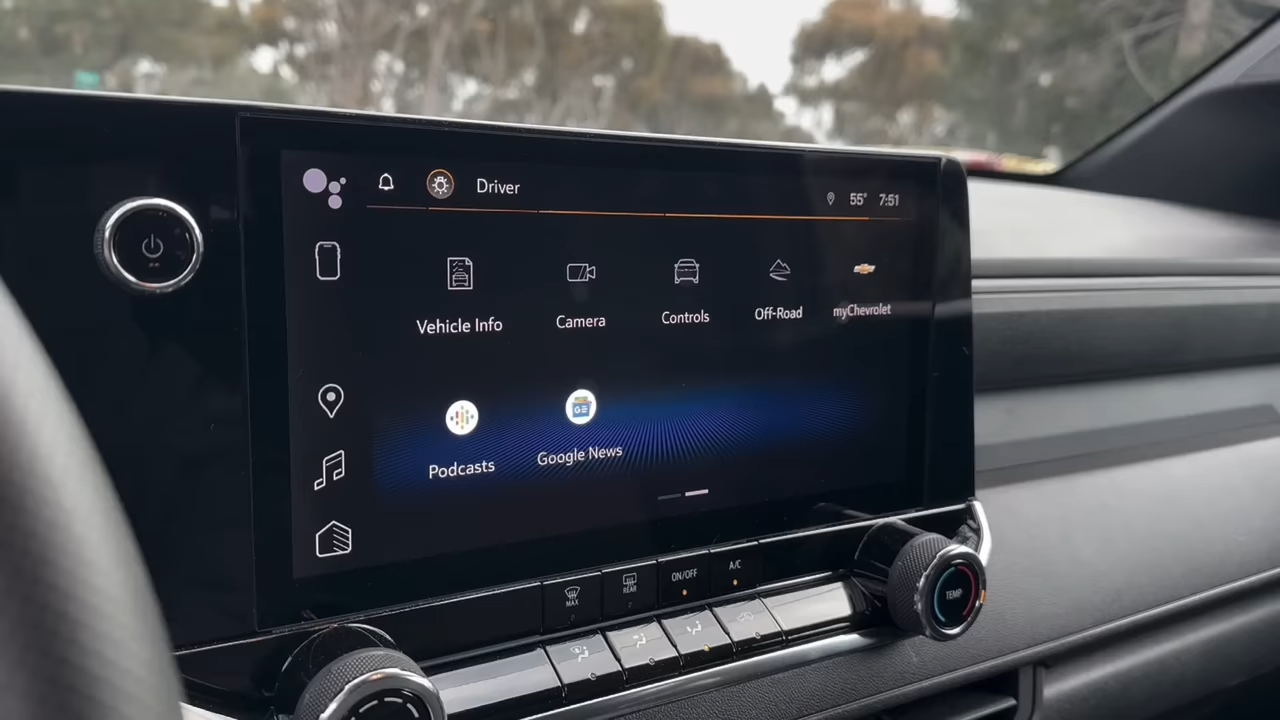 Driver
55° 7:51
Vehicle Info
Camera
Controls
Off-Road
myChevrolet
Podcasts
Google News
MAX
REAR
ON/OFF
A/C
TEMP